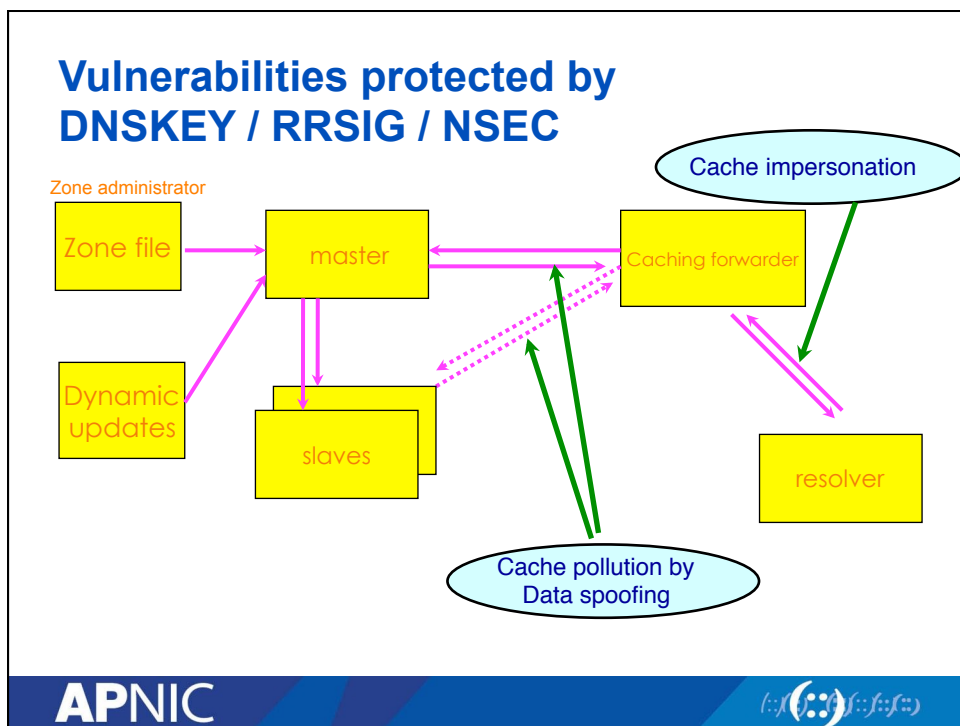 Vulnerabilities protected by
DNSKEY / RRSIG / NSEC
Cache impersonation
Zone administrator
Zone file
master
Caching forwarder
Dynamic
updates
slaves
resolver
Cache pollution by
Data spoofing
APNIC